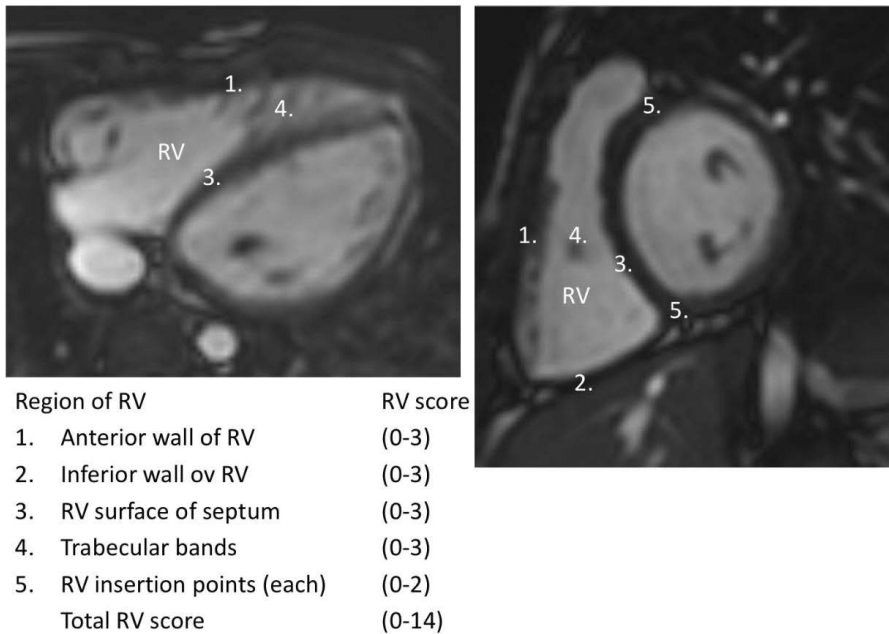 1.
4.
RV
3.
5.
1.
4.
3.
RV
5.
2.
Region of RV RV score
1. Anterior wall of RV (0-3)
2. Inferior wall ov RV (0-3)
3. RV surface of septum (0-3)
4. Trabecular bands (0-3)
5. RV insertion points (each) (0-2)
Total RV score (0-14)